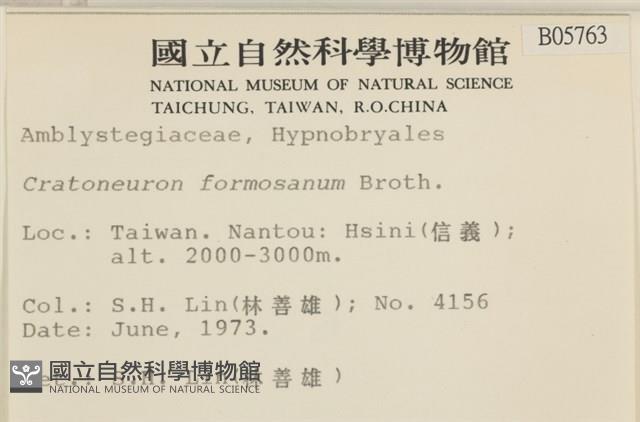 B05763
國立自然科學博物館
NATIONAL MUSEUM OF NATURAL SCIENCE
TAICHUNG, TAIWAN, R.O.CHINA
Amblystegiaceae, Hypnobryales
Cratoneuron formosanum Broth.
Loc.: Taiwan. Nantou: Hsini(信義);
alt. 2000-3000m.
Col.: S.H. Lin(林善雄); No. 4156
Date: June, 1973.
國立自然科學博物館
NATIONAL MUSEUM OF NATURAL SCIENCE
S.H. Lin(林善雄)